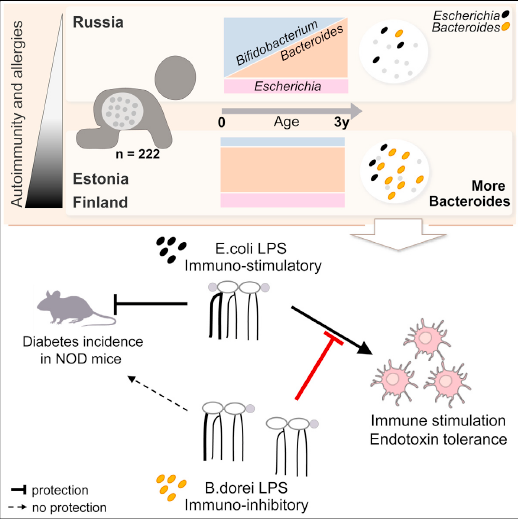 Autoimmunity and allergies
Russia
n = 222
Estonia
Finland
Bifidobacterium
Bacteroides
Escherichia
0 Age 3y
Escherichia
Bacteroides
More
Bacteroides
E.coli LPS
Immuno-stimulatory
Diabetes incidence
in NOD mice
Immune stimulation
Endotoxin tolerance
B.dorei LPS
Immuno-inhibitory
protection
no protection